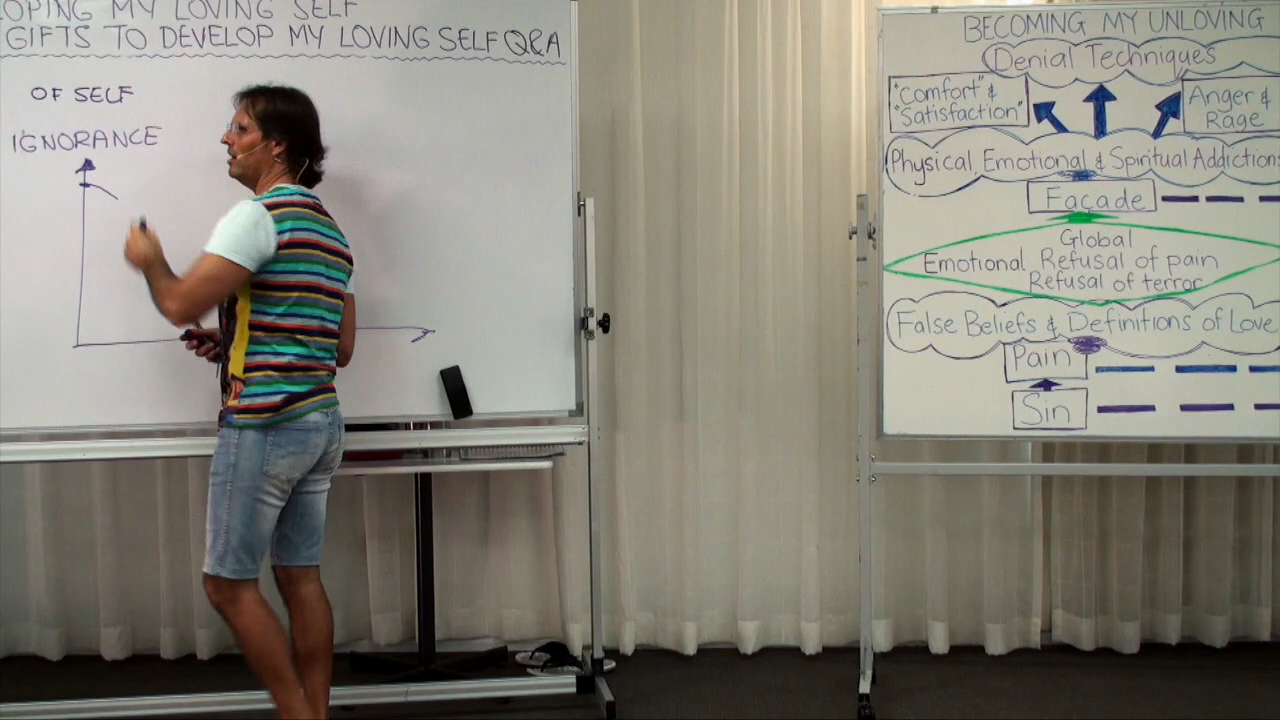 OPING MY LOVING SELF
GIFTS TO DEVELOP MY LOVING SELF Q&A
OF SELF
IGNORANCE
BECOMING MY UNLOVING
Denial Techniques
"Comfort" &
"Satisfaction"
Anger &
Rage
Physical, Emotional & Spiritual Addictions
Façade
Global
Emotional Refusal of pain
Refusal of terror
False Beliefs & Definitions of Love
Pain
Sin